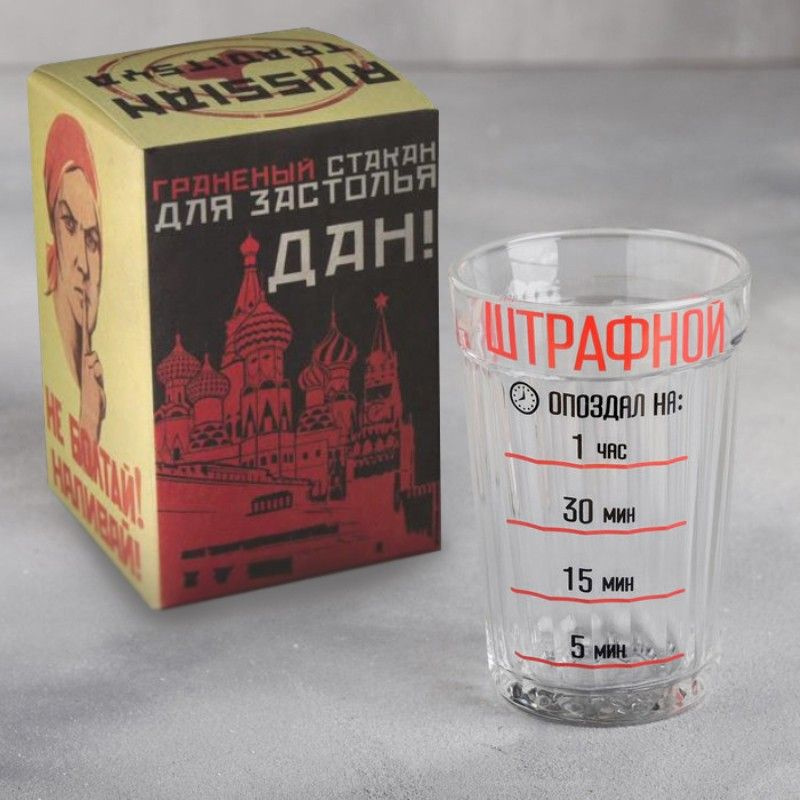 RUSSIAN
TRADITSYA
ГРАНЕНЫЙ СТАКАН
ДЛЯ ЗАСТОЛЬЯ
ДАН!
НЕ БОЛТАЙ!
НАЛИВАЙ!
ШТРАФНОЙ
ОПОЗДАЛ НА:
1 ЧАС
30 МИН
15 МИН
5 МИН